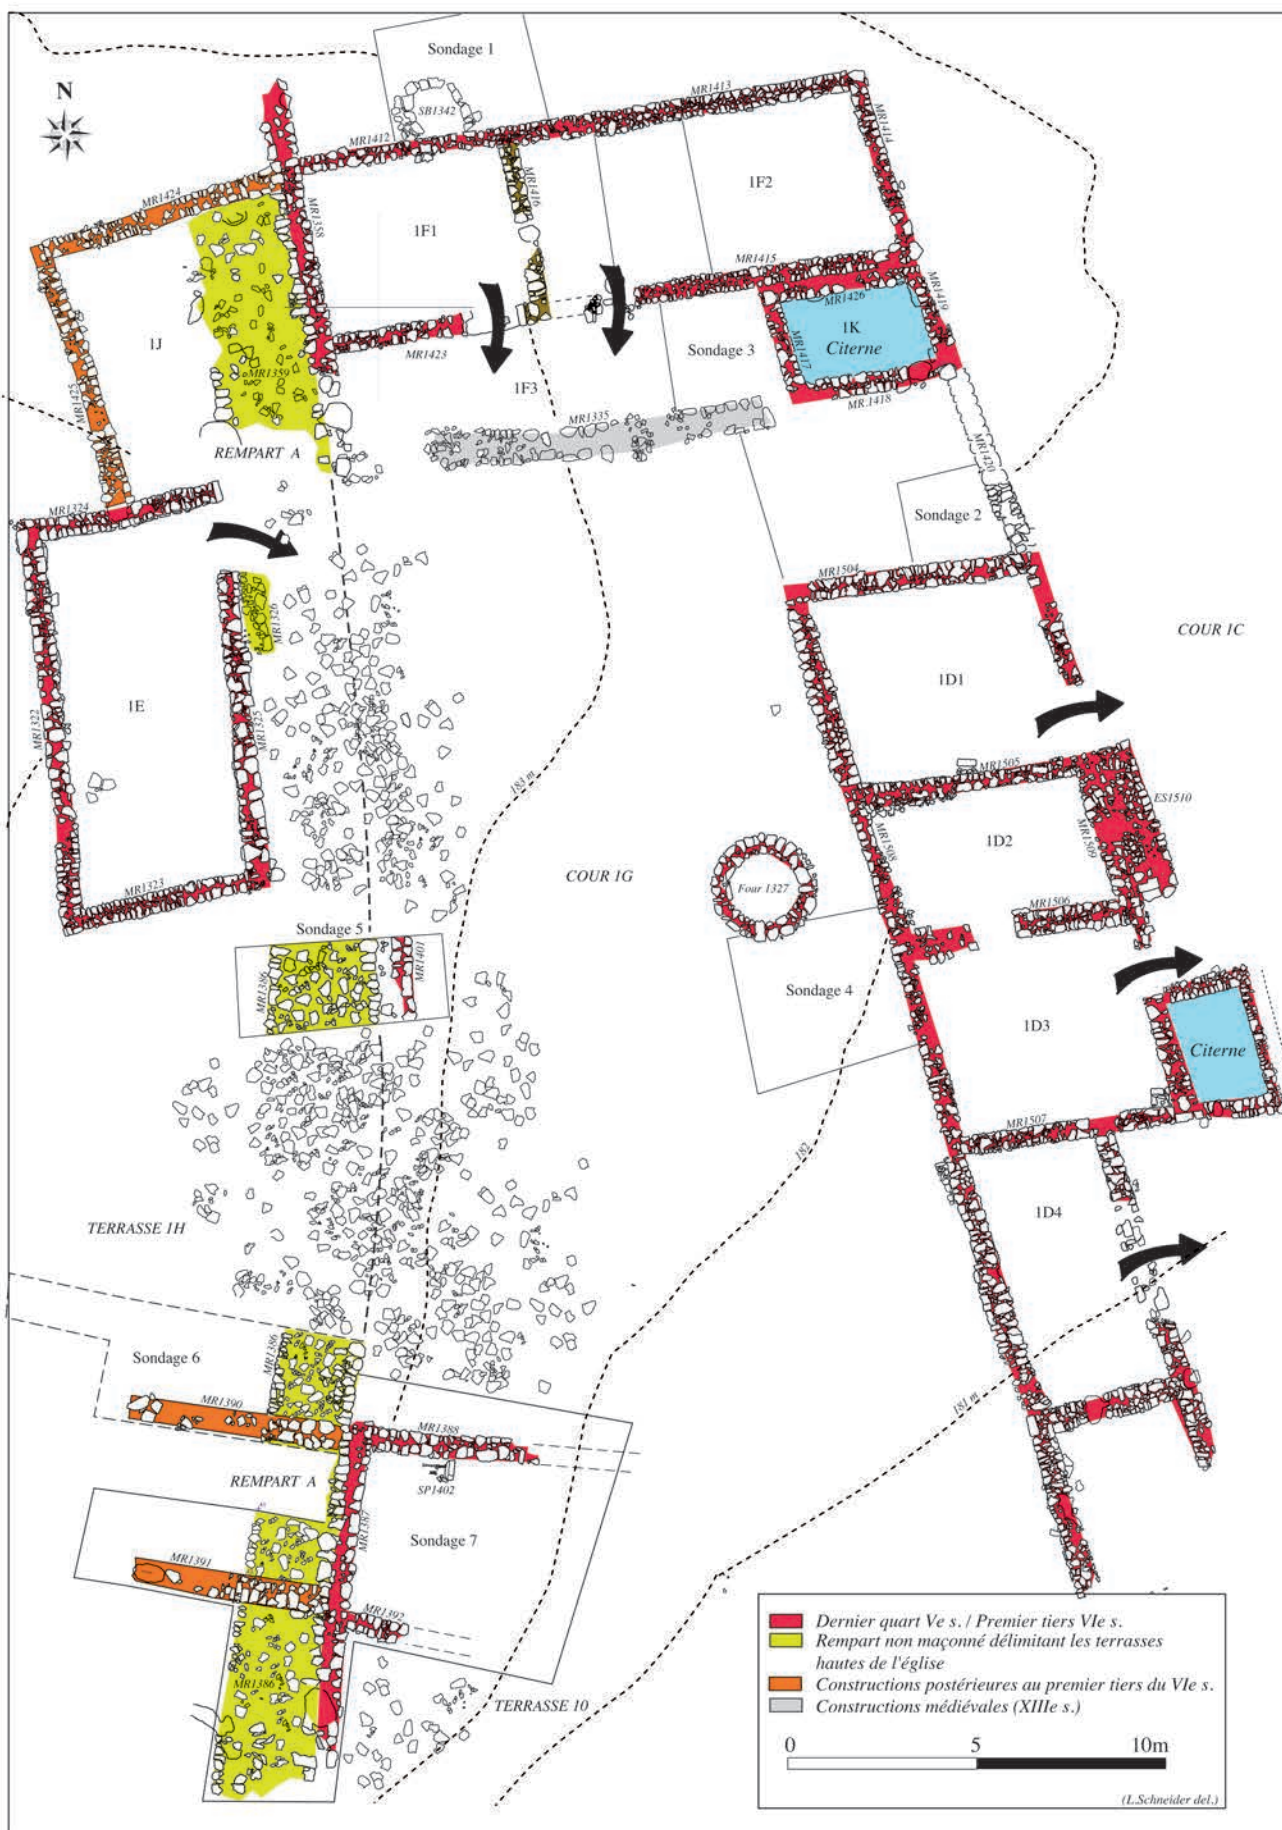 Sondage 1
N
SB1342
MR1413
MR1412
MR1414
MR1424
MR1416
MR1358
1F1
1F2
MR1415
MR1419
MR1426
1K
Citerne
MR1417
MR.1418
1J
MR1359
MR1423
Sondage 3
1F3
MR1425
MR1335
REMPART A
MR1420
MR1324
Sondage 2
MR1504
MR1326
COUR 1C
1E
1D1
MR1322
MR1325
MR1505
183 m
ES1510
MR1508
1D2
MR1509
COUR 1G
Four 1327
MR1323
MR1506
Sondage 5
MR1401
MR1386
Sondage 4
1D3
Citerne
MR1507
182
1D4
TERRASSE 1H
Sondage 6
MR1386
MR1390
181 m
MR1388
REMPART A
SP1402
MR1387
Sondage 7
MR1391
MR1392
MR1386
TERRASSE 10
Dernier quart Ve s. / Premier tiers VIe s.
Rempart non maçonné délimitant les terrasses
hautes de l'église
Constructions postérieures au premier tiers du VIe s.
Constructions médiévales (XIIIe s.)
0 5 10m
(L.Schneider del.)